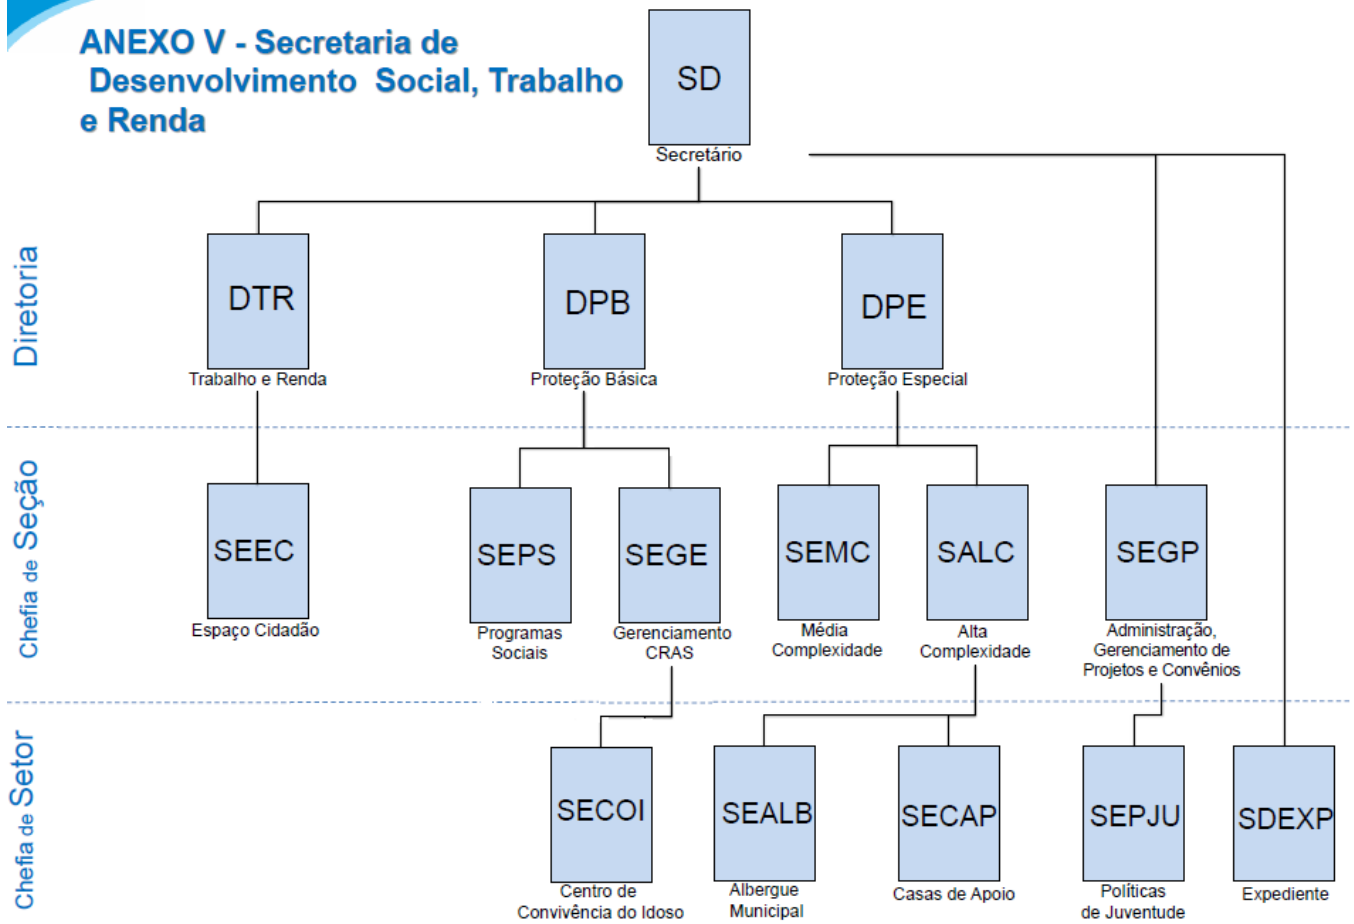 ANEXO V - Secretaria de
Desenvolvimento Social, Trabalho
e Renda
SD
Secretário
Diretoria
DTR
Trabalho e Renda
DPB
Proteção Básica
DPE
Proteção Especial
Chefia de Seção
SEEC
Espaço Cidadão
SEPS
Programas
Sociais
SEGE
Gerenciamento
CRAS
SEMC
Média
Complexidade
SALC
Alta
Complexidade
SEGP
Administração,
Gerenciamento de
Projetos e Convênios
Chefia de Setor
SECOI
Centro de
Convivência do Idoso
SEALB
Albergue
Municipal
SECAP
Casas de Apoio
SEPJU
Políticas
de Juventude
SDEXP
Expediente